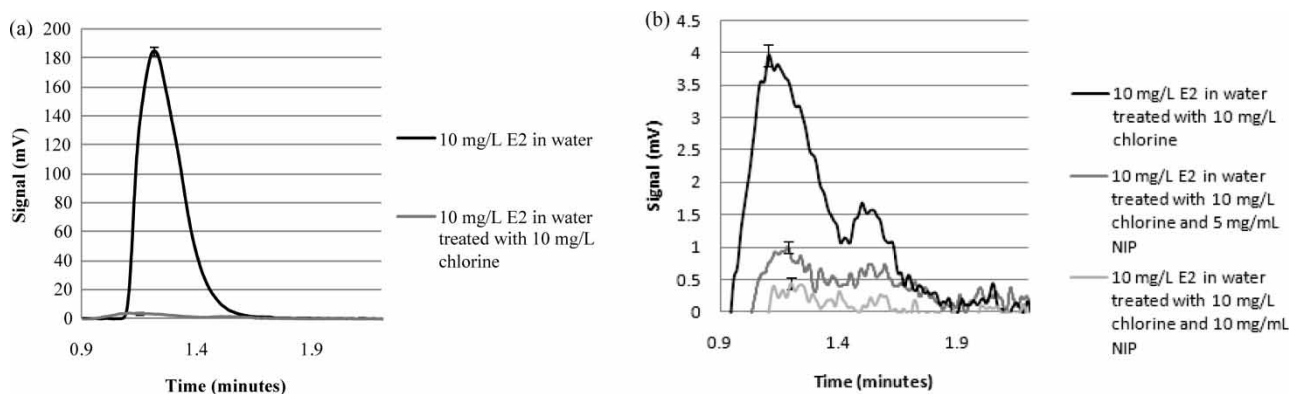 (a)
200
180
160
140
120
100
80
60
40
20
0
Signal (mV)
0.9
1.4
1.9
Time (minutes)
10 mg/L E2 in water
10 mg/L E2 in water
treated with 10 mg/L
chlorine
(b)
4.5
4
3.5
3
2.5
2
1.5
1
0.5
0
Signal (mV)
0.9
1.4
1.9
Time (minutes)
10 mg/L E2 in water
treated with 10 mg/L
chlorine
10 mg/L E2 in water
treated with 10 mg/L
chlorine and 5 mg/mL
NIP
10 mg/L E2 in water
treated with 10 mg/L
chlorine and 10 mg/mL
NIP